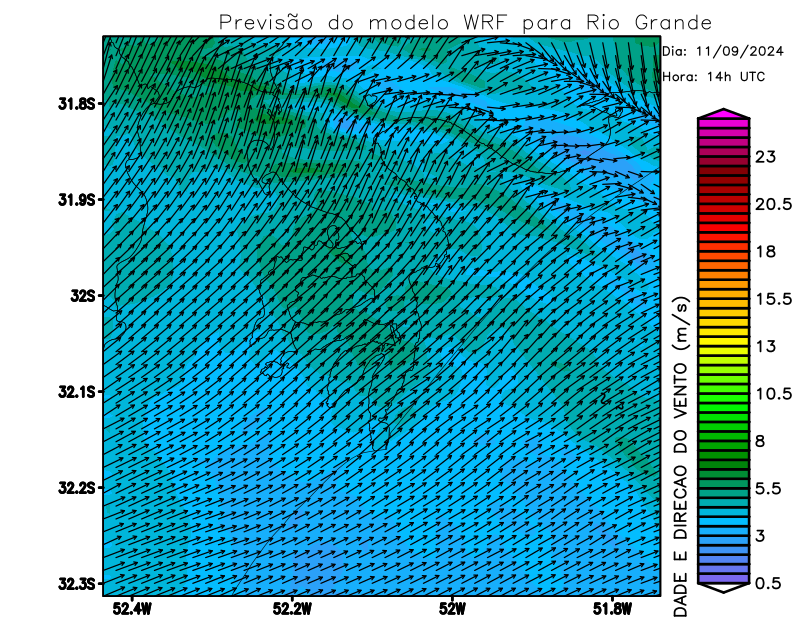 Previsão do modelo WRF para Rio Grande
Dia: 11/09/2024
Hora: 14h UTC
31.8S
31.9S
32S
32.1S
32.2S
32.3S
52.4W
52.2W
52W
51.8W
23
20.5
18
15.5
13
10.5
8
5.5
3
0.5
DADE E DIRECAO DO VENTO (m/s)